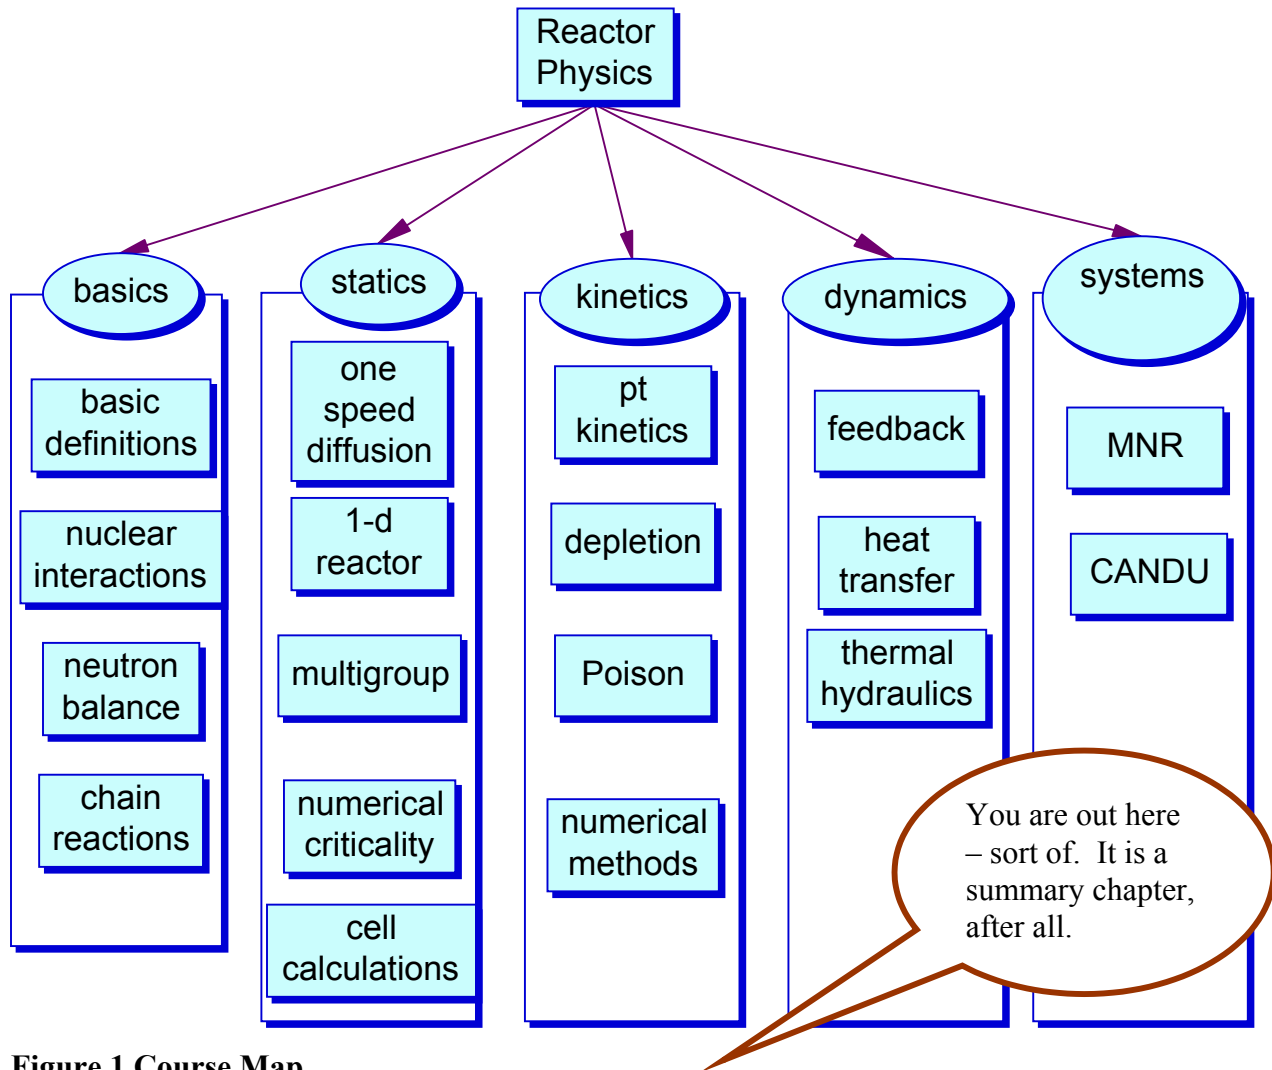 Reactor
Physics
basics
basic
definitions
nuclear
interactions
neutron
balance
chain
reactions
statics
one
speed
diffusion
1-d
reactor
multigroup
numerical
criticality
cell
calculations
kinetics
pt
kinetics
depletion
Poison
numerical
methods
dynamics
feedback
heat
transfer
thermal
hydraulics
systems
MNR
CANDU
You are out here
– sort of.  It is a
summary chapter,
after all.
Figure 1 Course Map